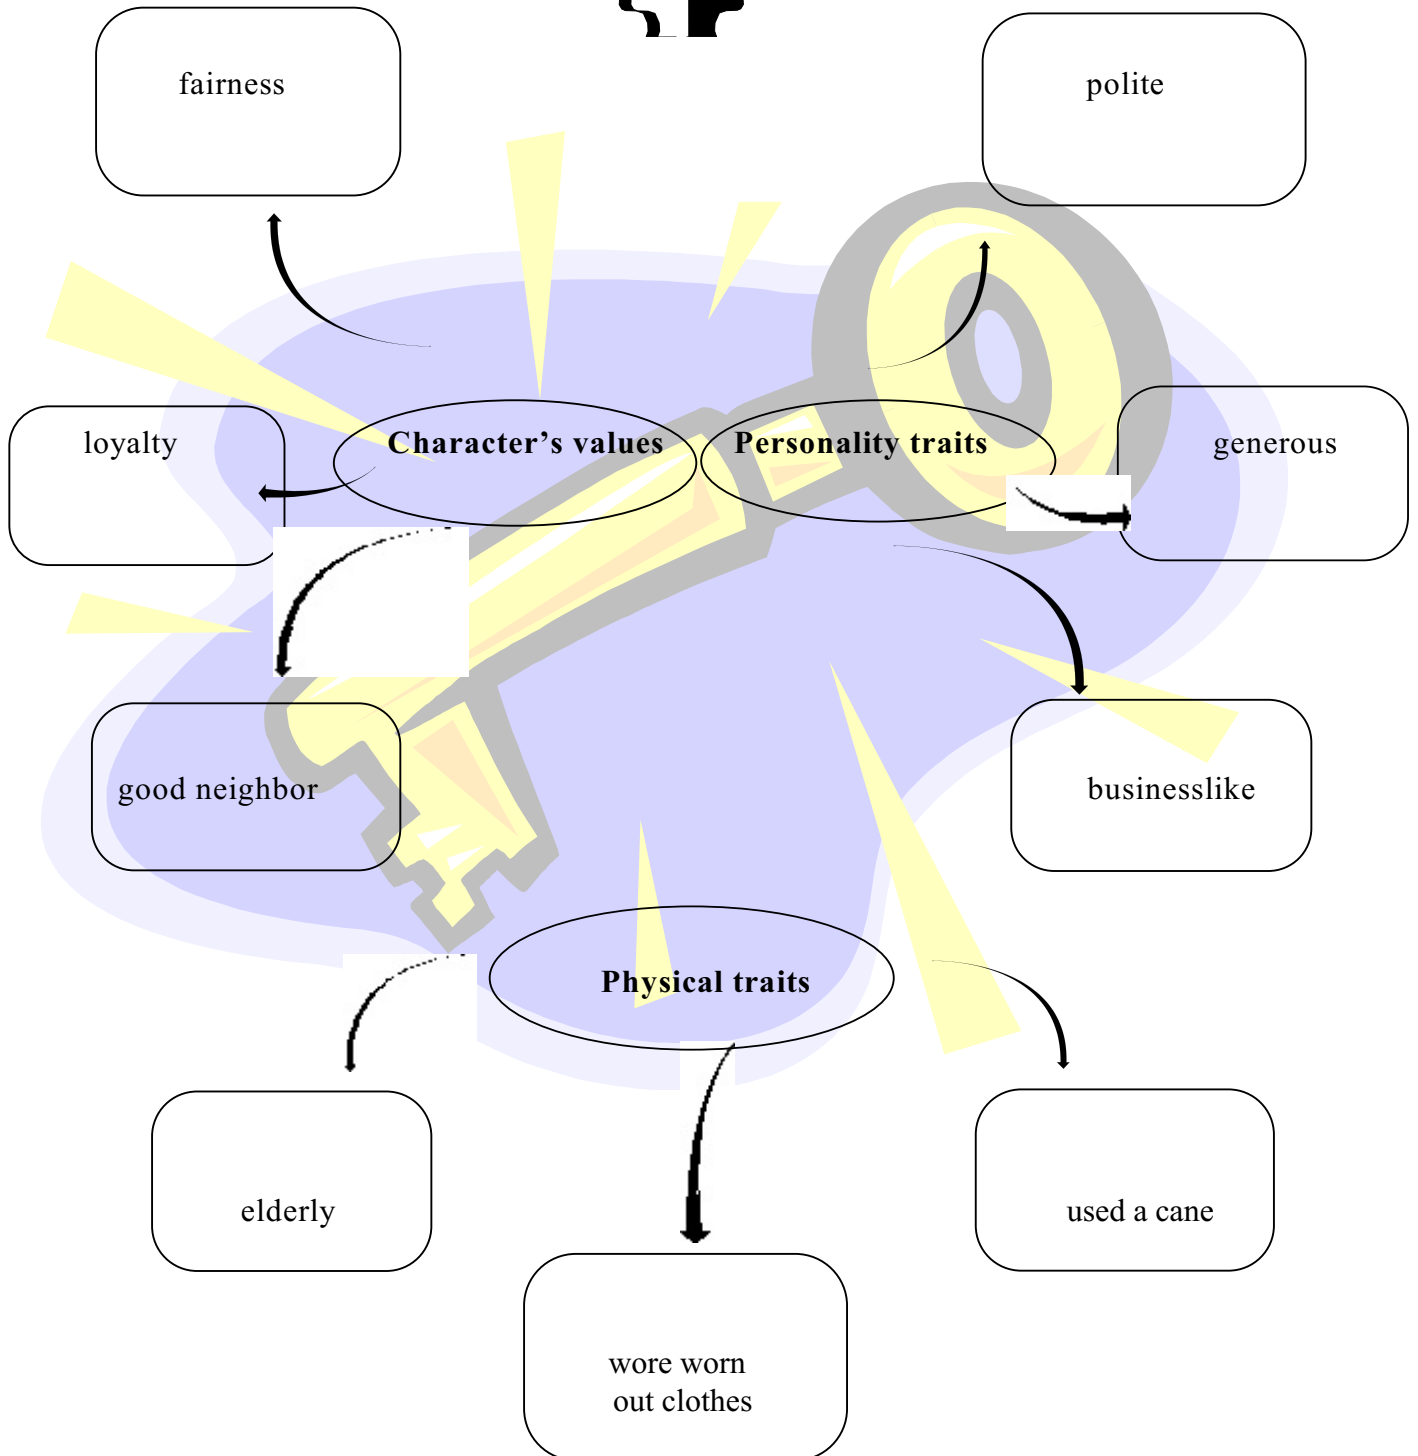 fairness
polite
loyalty
Character’s values
Personality traits
generous
good neighbor
businesslike
Physical traits
elderly
used a cane
wore worn
out clothes